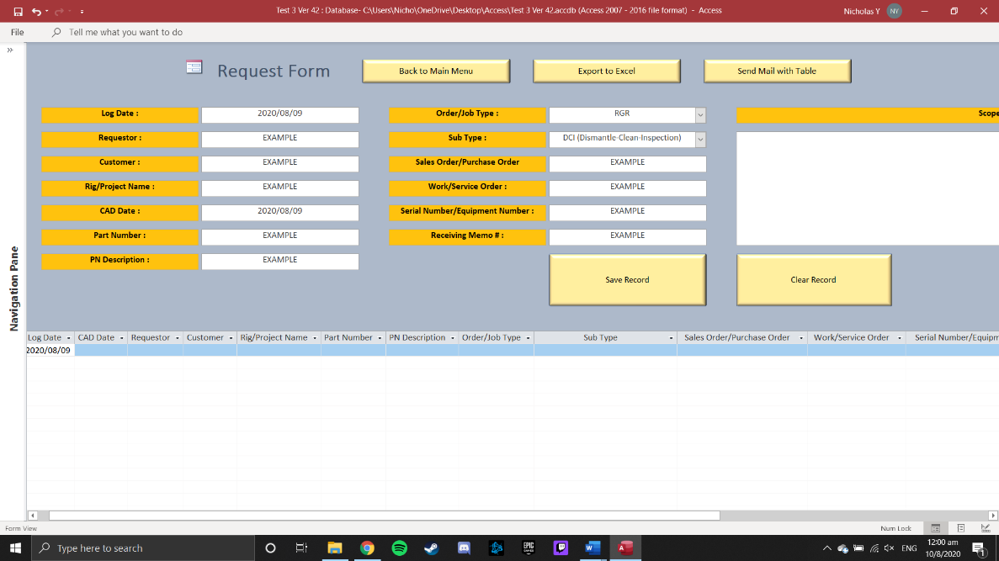 Test 3 Ver 42 : Database- C:\Users\Nicho\OneDrive\Desktop\Access\Test 3 Ver 42.accdb (Access 2007 - 2016 file format) - Access
Nicholas Y NY
File Tell me what you want to do
Request Form
Back to Main Menu
Export to Excel
Send Mail with Table
Log Date : 2020/08/09 Order/Job Type : RGR Scope
Requestor : EXAMPLE Sub Type : DCI (Dismantle-Clean-Inspection)
Customer : EXAMPLE Sales Order/Purchase Order EXAMPLE
Rig/Project Name : EXAMPLE Work/Service Order : EXAMPLE
CAD Date : 2020/08/09 Serial Number/Equipment Number : EXAMPLE
Part Number : EXAMPLE Receiving Memo # : EXAMPLE
PN Description : EXAMPLE
Save Record
Clear Record
Navigation Pane
Log Date CAD Date Requestor Customer Rig/Project Name Part Number PN Description Order/Job Type Sub Type Sales Order/Purchase Order Work/Service Order Serial Number/Equipm
2020/08/09
Form View Num Lock
Type here to search
EPIC GAMES
ENG
12:00 am
10/8/2020
1